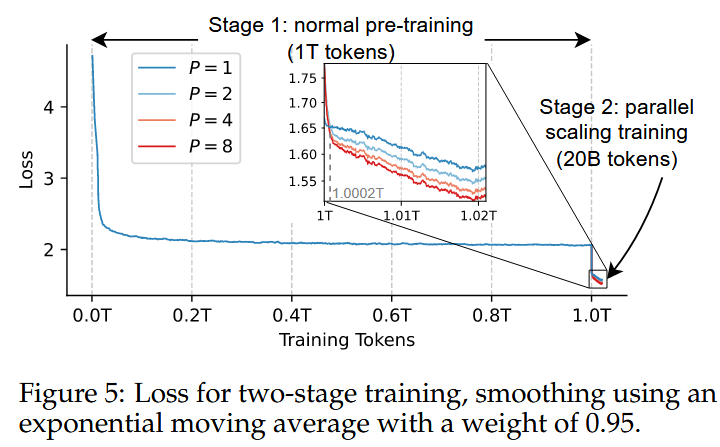 Stage 1: normal pre-training
(1T tokens)
P = 1
P = 2
P = 4
P = 8
1.75
1.70
1.65
1.60
1.55
1.0002T
1T
1.01T
1.02T
Stage 2: parallel
scaling training
(20B tokens)
Loss
4
3
2
0.0T
0.2T
0.4T
0.6T
0.8T
1.0T
Training Tokens
Figure 5: Loss for two-stage training, smoothing using an
exponential moving average with a weight of 0.95.